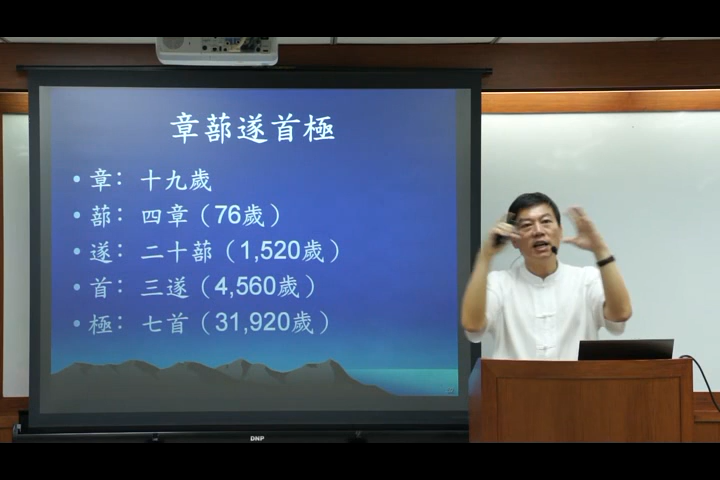 章蔀遂首極
• 章：十九歲
• 蔀：四章（76歲）
• 遂：二十蔀（1,520歲）
• 首：三遂（4,560歲）
• 極：七首（31,920歲）
DNP